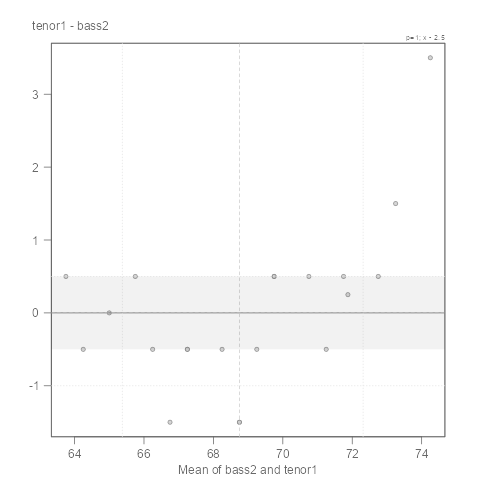 tenor1 - bass2
p=1; x - 2.5
3
2
1
0
-1
64 66 68 70 72 74
Mean of bass2 and tenor1